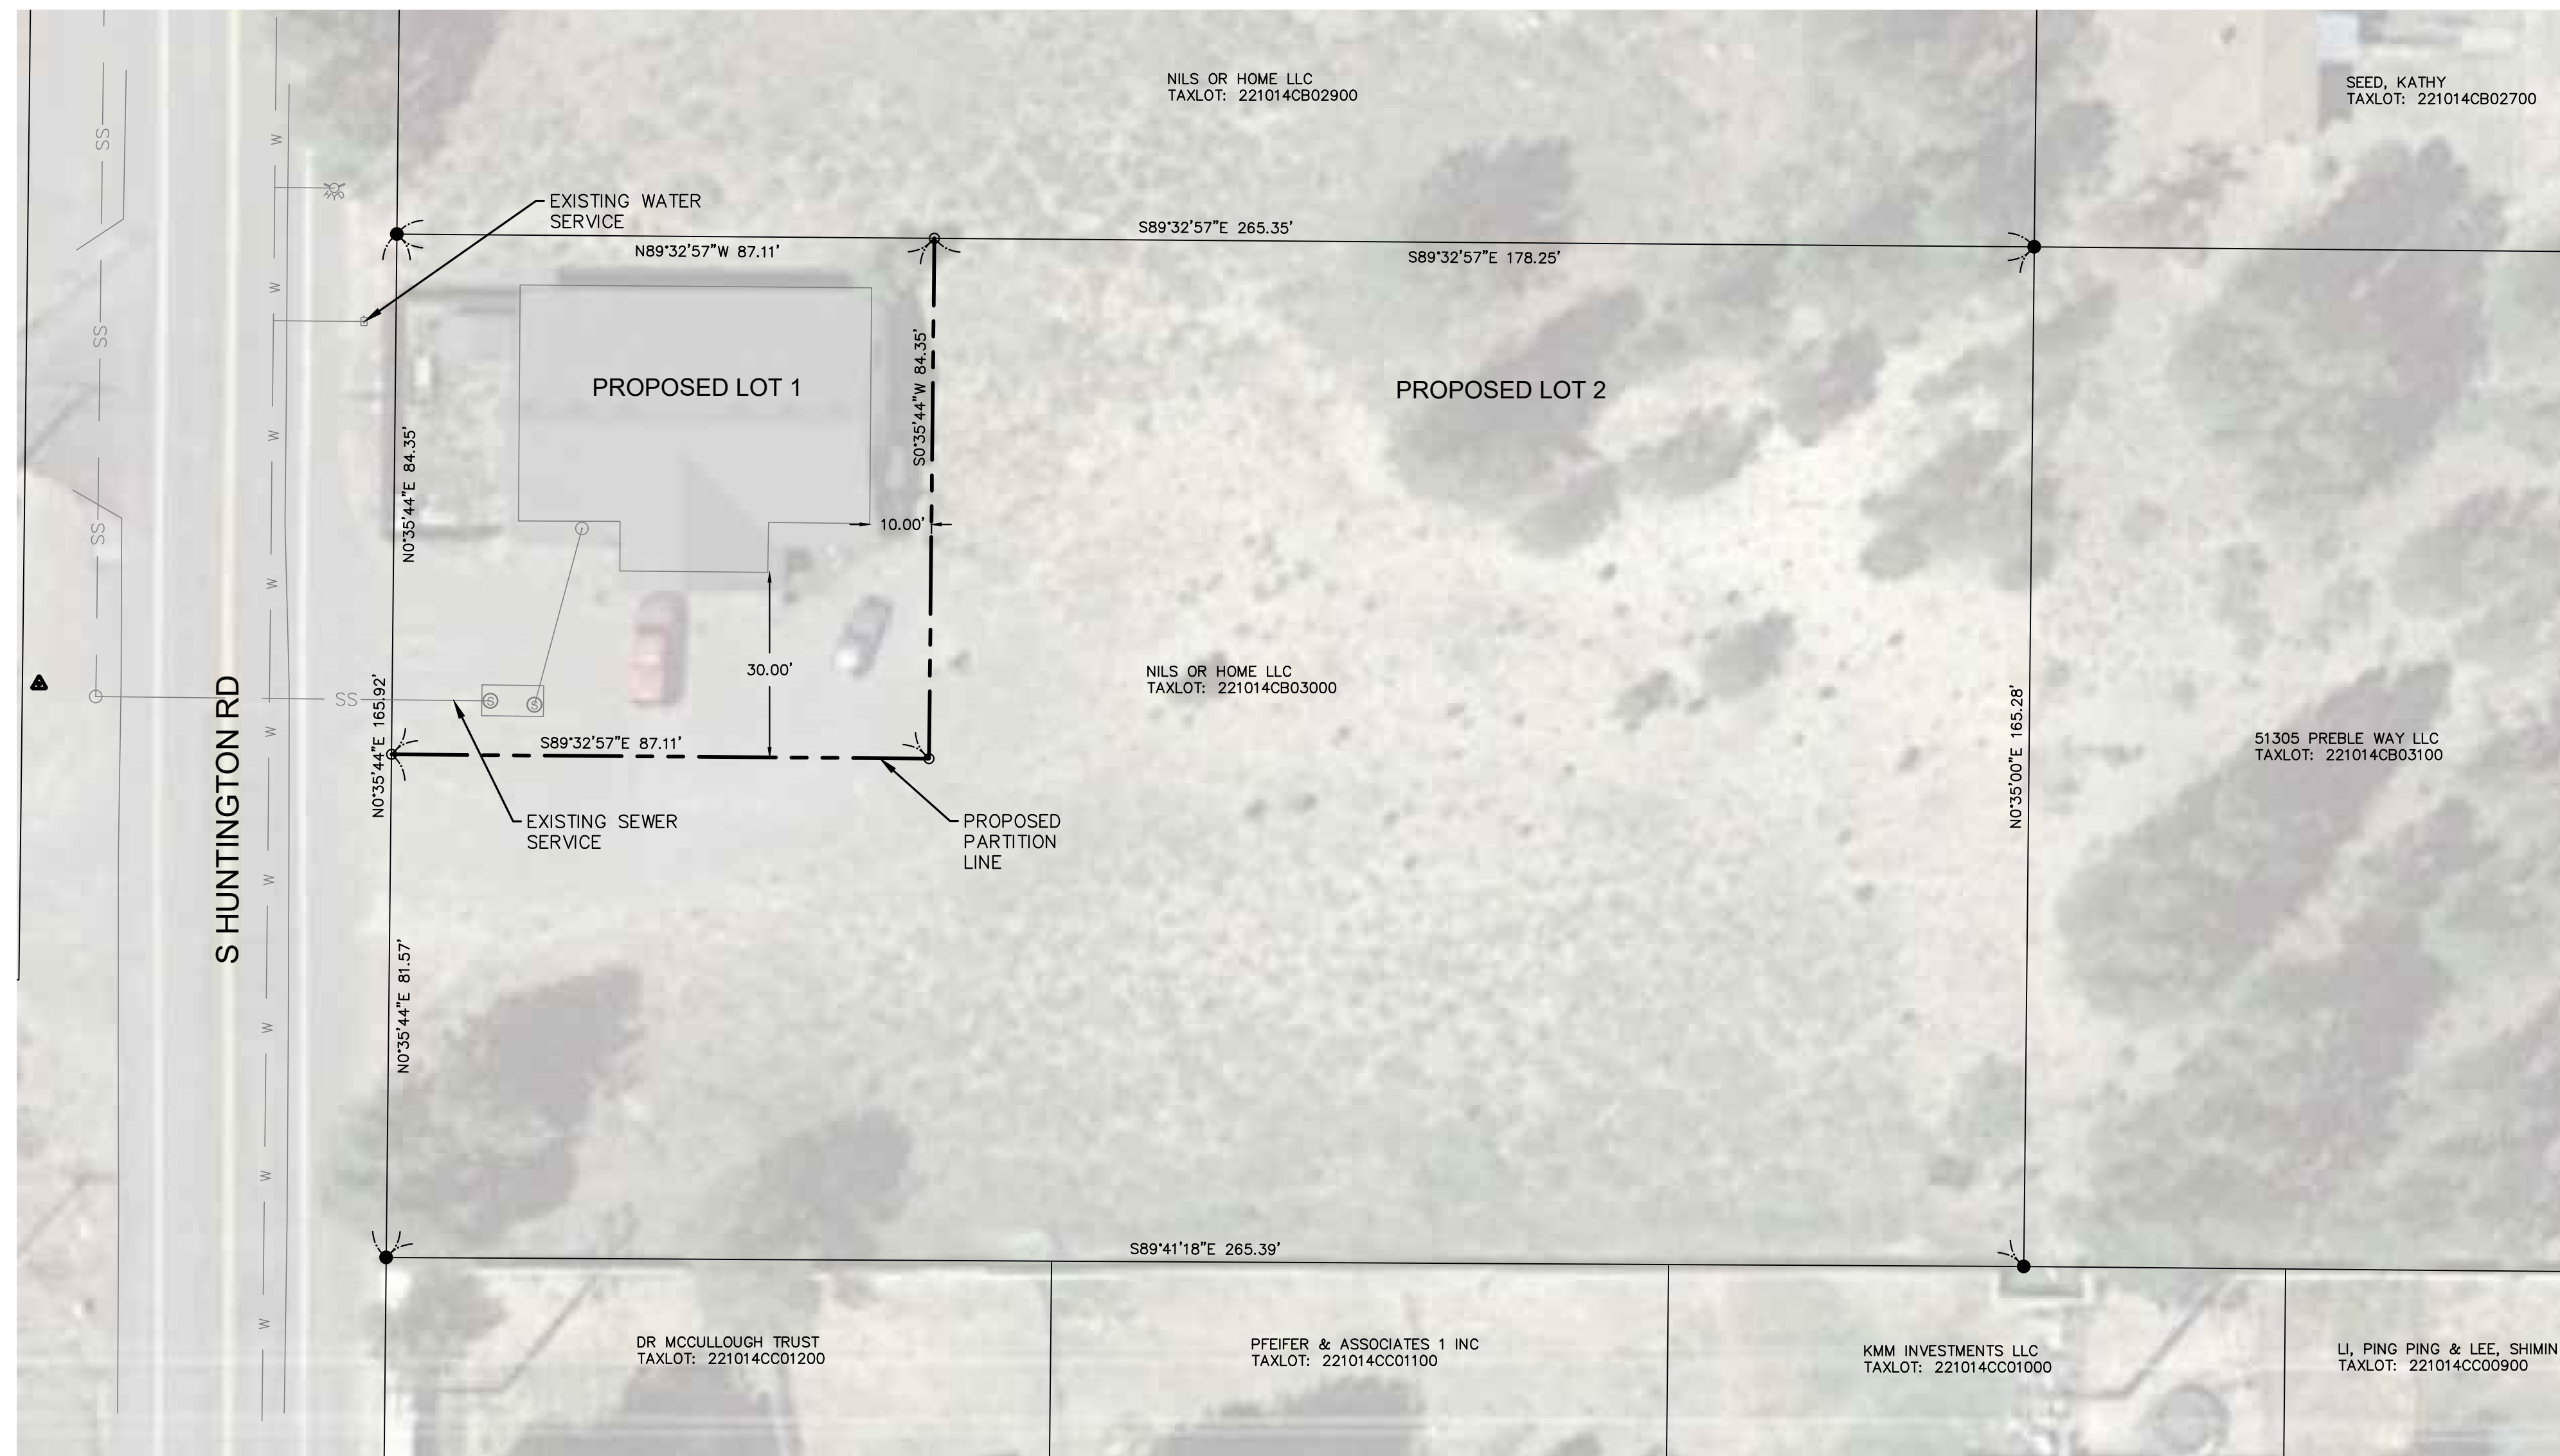 NILS OR HOME LLC
TAXLOT: 221014CB02900
SEED, KATHY
TAXLOT: 221014CB02700
SS
W
EXISTING WATER
SERVICE
S89°32'57"E 265.35'
N89°32'57"W 87.11'
S89°32'57"E 178.25'
W
SS
S0°35'44"W 84.35'
PROPOSED LOT 1
PROPOSED LOT 2
W
N0°35'44"E 84.35'
SS
10.00'
W
30.00'
NILS OR HOME LLC
TAXLOT: 221014CB03000
SS
S
S
N0°35'44"E 165.92'
W
S89°32'57"E 87.11'
N0°35'00"E 165.28'
51305 PREBLE WAY LLC
TAXLOT: 221014CB03100
S HUNTINGTON RD
EXISTING SEWER
SERVICE
PROPOSED
PARTITION
LINE
W
N0°35'44"E 81.57'
W
W
S89°41'18"E 265.39'
W
DR MCCULLOUGH TRUST
TAXLOT: 221014CC01200
PFEIFER & ASSOCIATES 1 INC
TAXLOT: 221014CC01100
KMM INVESTMENTS LLC
TAXLOT: 221014CC01000
LI, PING PING & LEE, SHIMIN
TAXLOT: 221014CC00900